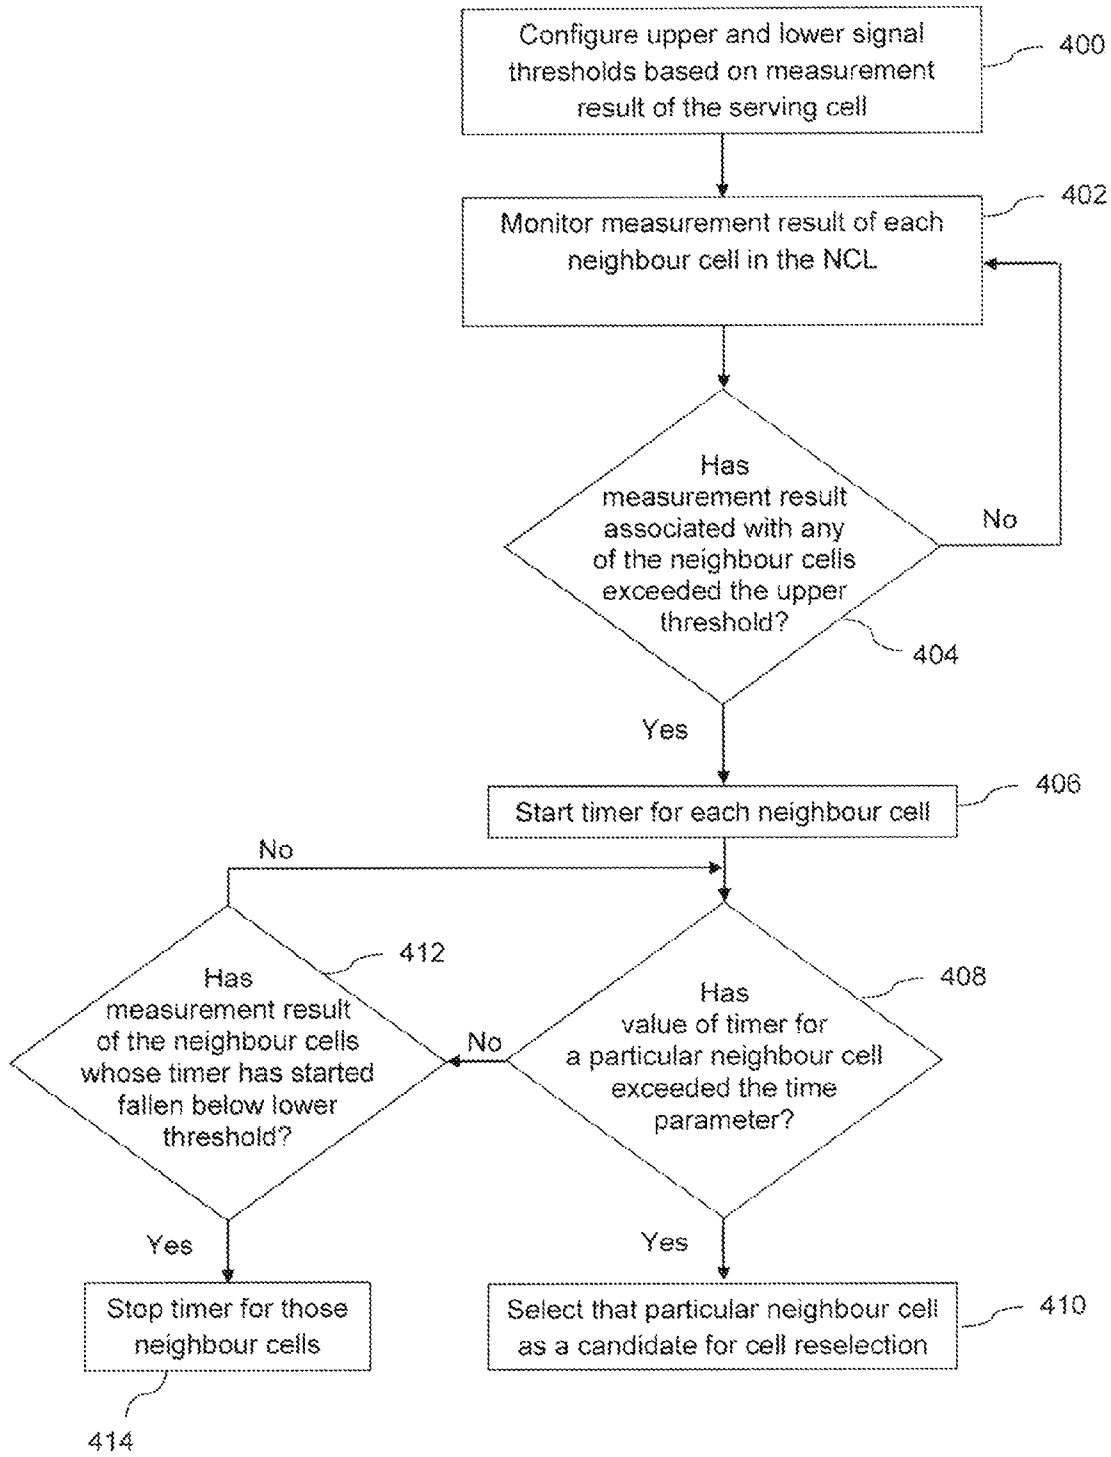 Configure upper and lower signal
thresholds based on measurement
result of the serving cell
400
Monitor measurement result of each
neighbour cell in the NCL
402
Has
measurement result
associated with any
of the neighbour cells
exceeded the upper
threshold?
No
404
Yes
Start timer for each neighbour cell
406
No
Has
measurement result
of the neighbour cells
whose timer has started
fallen below lower
threshold?
412
No
Has
value of timer for
a particular neighbour cell
exceeded the time
parameter?
408
Yes
Yes
Stop timer for those
neighbour cells
414
Select that particular neighbour cell
as a candidate for cell reselection
410